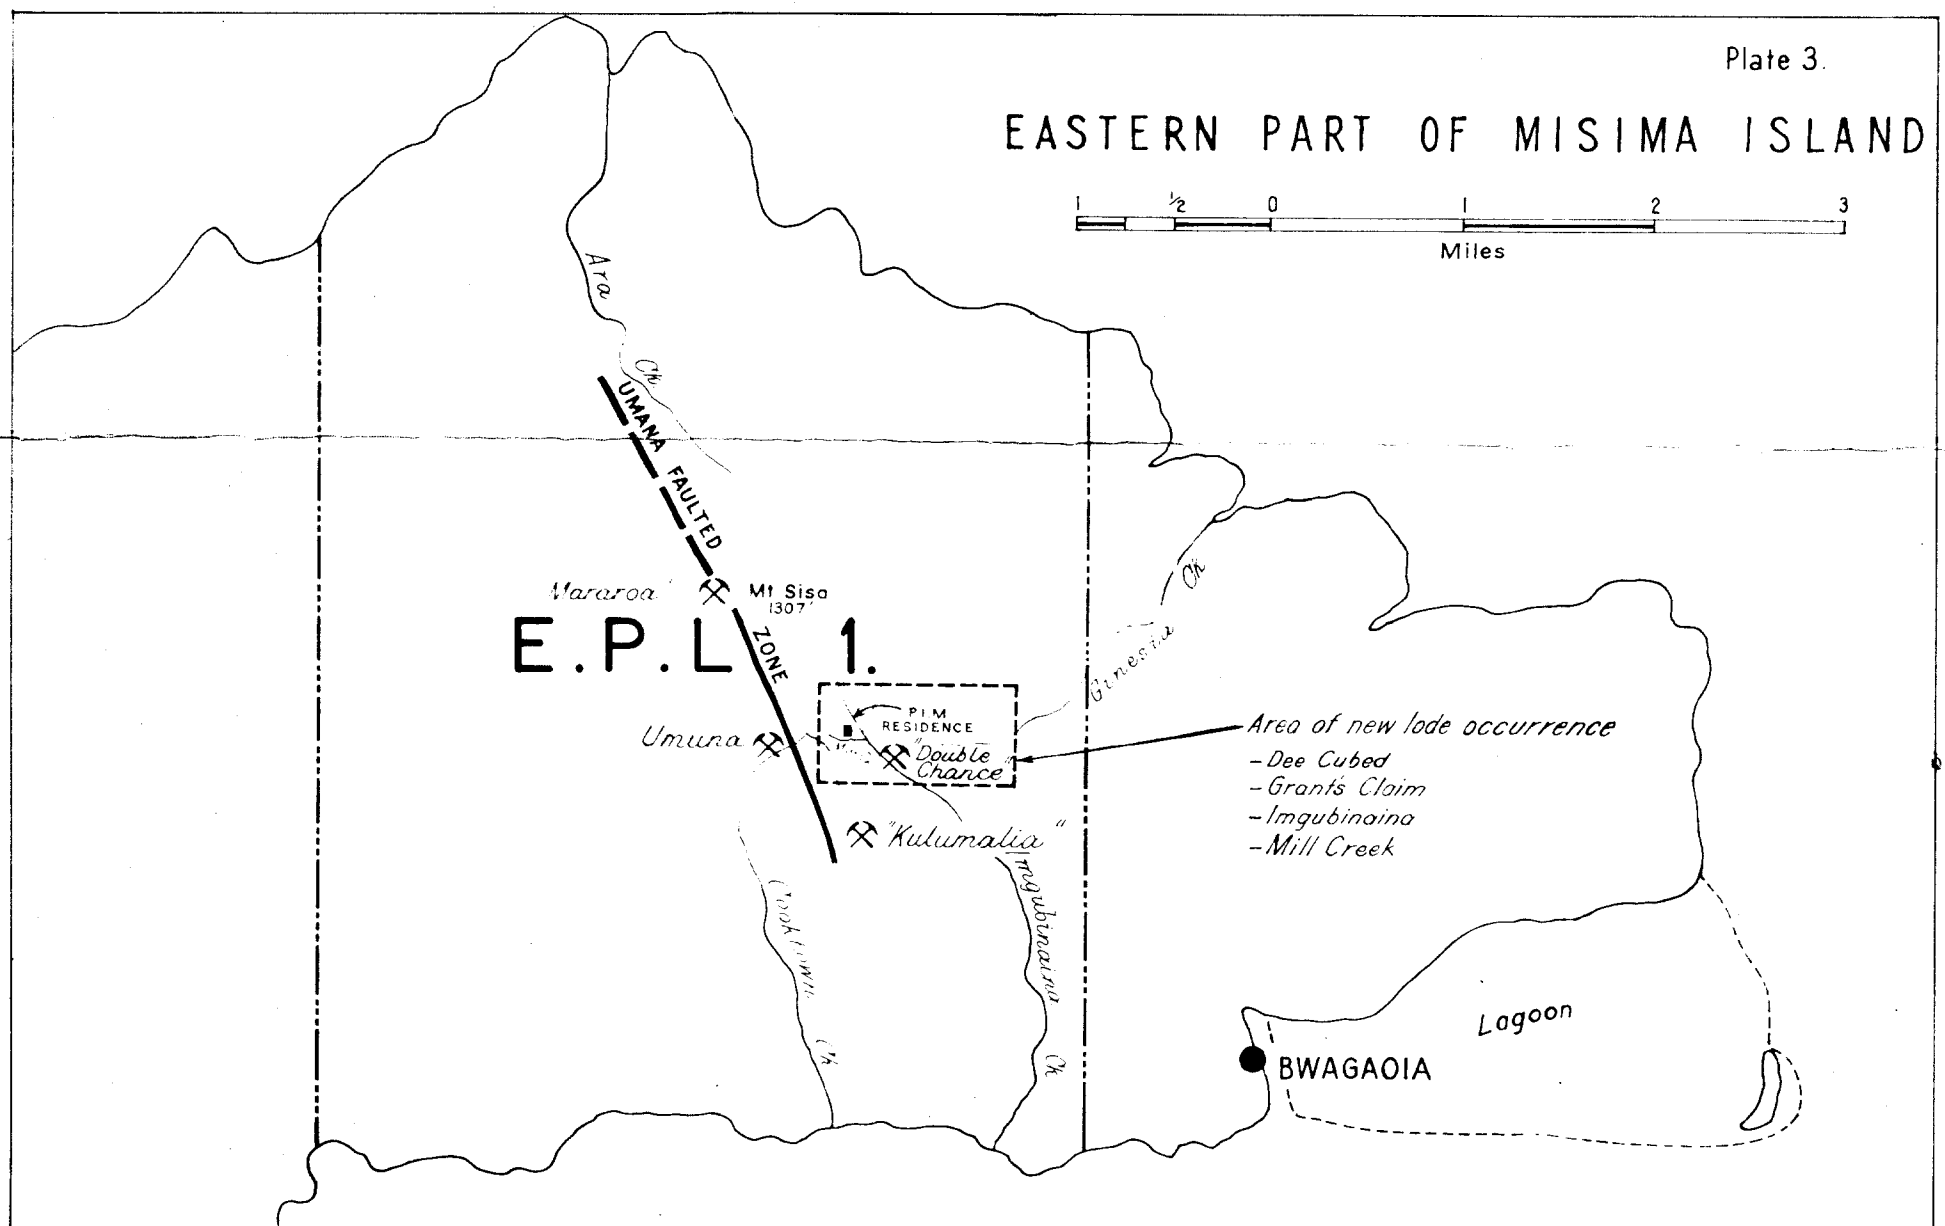 Plate 3.
EASTERN PART OF MISIMA ISLAND
1 ½ 0 1 2 3
Miles
Ara
Ck.
UMANA FAULTED
ZONE
Mararoa
Mt Sisa
1307'
E.P.L 1.
Ck
Ginesia
P.I.M
RESIDENCE
Umuna
"Double
Chance"
Area of new lode occurrence
- Dee Cubed
- Grant's Claim
- Imgubinaina
- Mill Creek
"Kulumalia"
Cooktown
Ck
Imgubinaina
Ck
Lagoon
BWAGAOIA